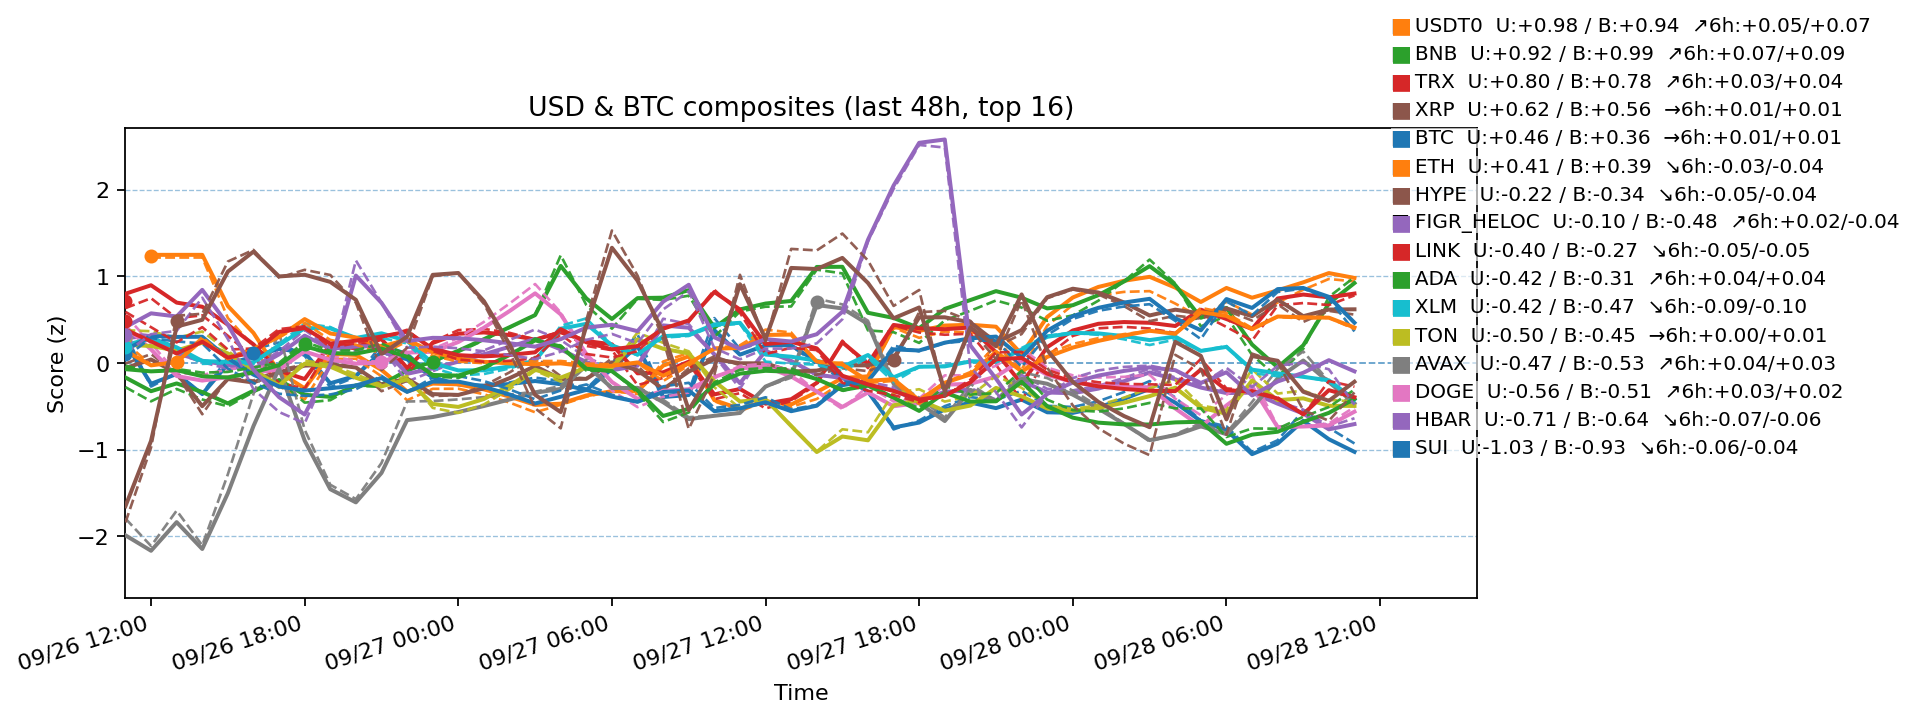 USDT0 U:+0.98 / B:+0.94 ↗6h:+0.05/+0.07
BNB U:+0.92 / B:+0.99 ↗6h:+0.07/+0.09
TRX U:+0.80 / B:+0.78 ↗6h:+0.03/+0.04
XRP U:+0.62 / B:+0.56 →6h:+0.01/+0.01
BTC U:+0.46 / B:+0.36 →6h:+0.01/+0.01
ETH U:+0.41 / B:+0.39 ↘6h:-0.03/-0.04
HYPE U:-0.22 / B:-0.34 ↘6h:-0.05/-0.04
FIGR_HELOC U:-0.10 / B:-0.48 ↗6h:+0.02/-0.04
LINK U:-0.40 / B:-0.27 ↘6h:-0.05/-0.05
ADA U:-0.42 / B:-0.31 ↗6h:+0.04/+0.04
XLM U:-0.42 / B:-0.47 ↘6h:-0.09/-0.10
TON U:-0.50 / B:-0.45 →6h:+0.00/+0.01
AVAX U:-0.47 / B:-0.53 ↗6h:+0.04/+0.03
DOGE U:-0.56 / B:-0.51 ↗6h:+0.03/+0.02
HBAR U:-0.71 / B:-0.64 ↘6h:-0.07/-0.06
SUI U:-1.03 / B:-0.93 ↘6h:-0.06/-0.04
USD & BTC composites (last 48h, top 16)
Score (z)
2
1
0
−1
−2
09/26 12:00
09/26 18:00
09/27 00:00
09/27 06:00
09/27 12:00
09/27 18:00
09/28 00:00
09/28 06:00
09/28 12:00
Time